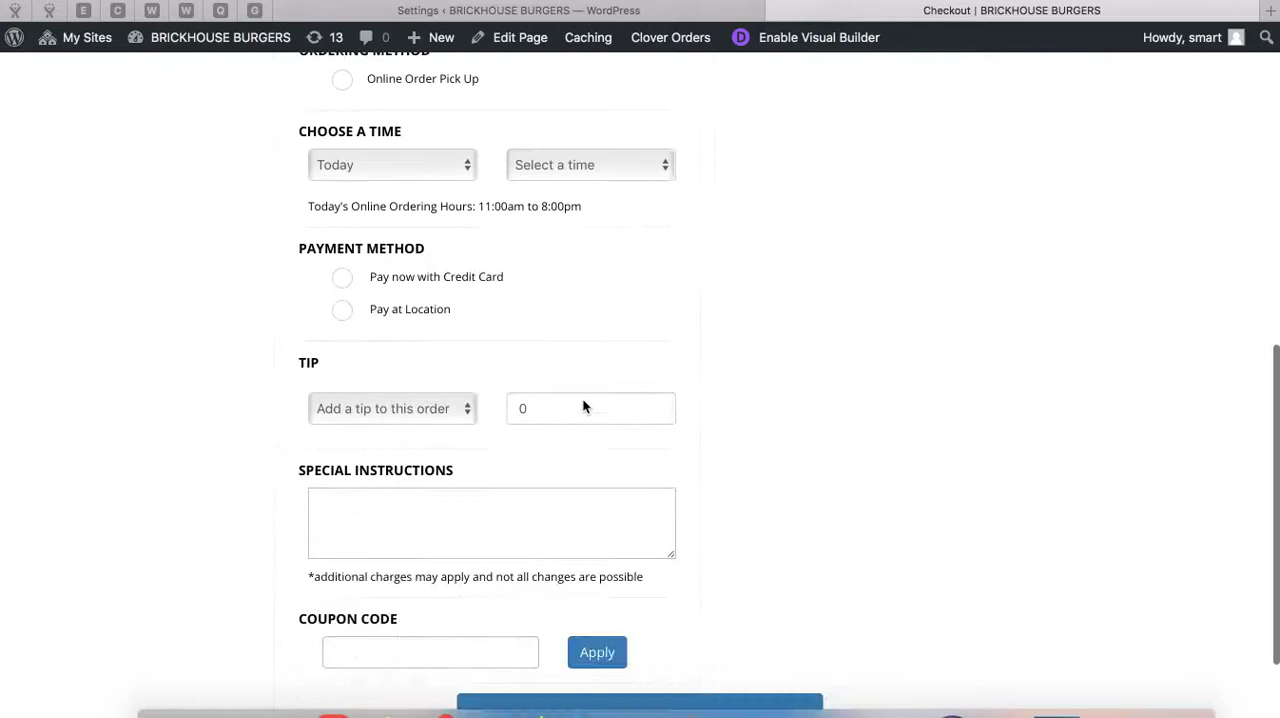 E C W W Q G Settings ‹ BRICKHOUSE BURGERS — WordPress Checkout | BRICKHOUSE BURGERS
My Sites BRICKHOUSE BURGERS 13 0 New Edit Page Caching Clover Orders D Enable Visual Builder Howdy, smart
ORDERING METHOD
Online Order Pick Up
CHOOSE A TIME
Today Select a time
Today's Online Ordering Hours: 11:00am to 8:00pm
PAYMENT METHOD
Pay now with Credit Card
Pay at Location
TIP
Add a tip to this order 0
SPECIAL INSTRUCTIONS
*additional charges may apply and not all changes are possible
COUPON CODE
Apply